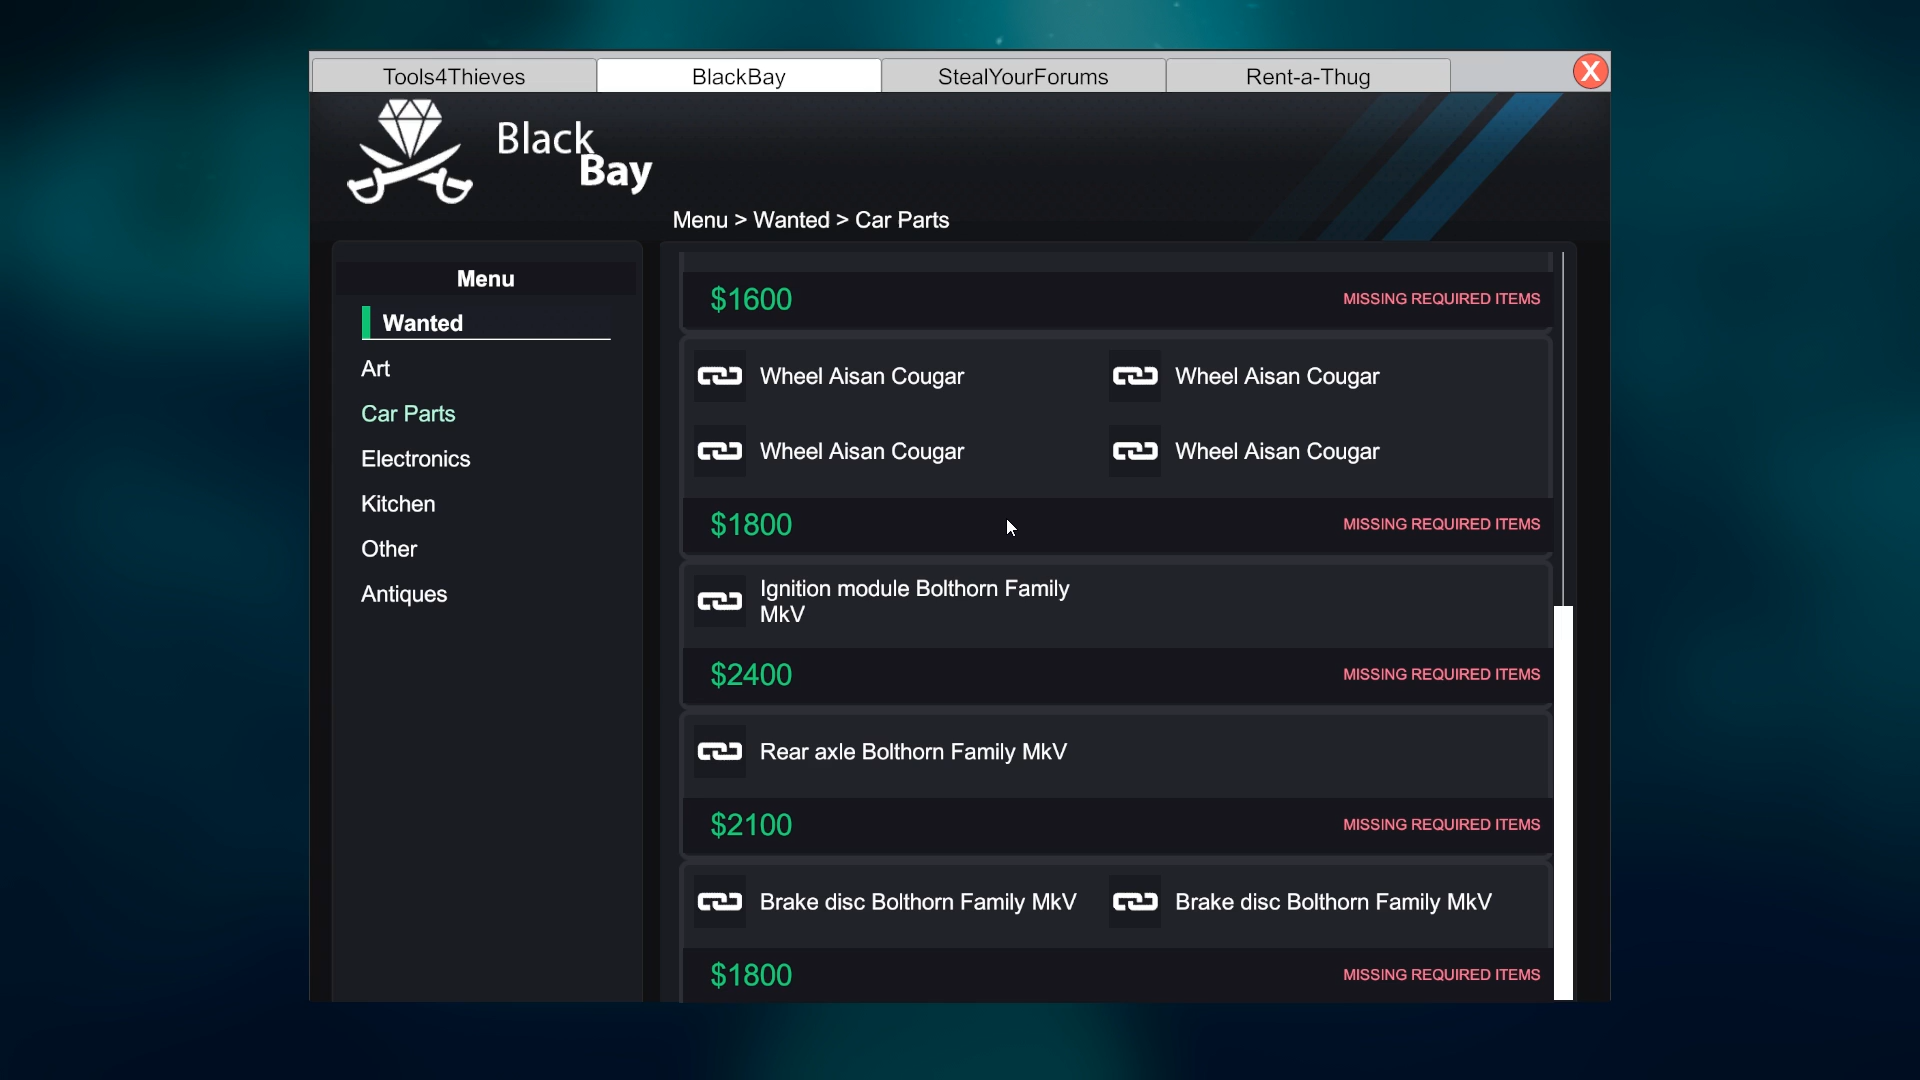 Tools4Thieves
BlackBay
StealYourForums
Rent-a-Thug
X
Black
Bay
Menu > Wanted > Car Parts
Menu
Wanted
Art
Car Parts
Electronics
Kitchen
Other
Antiques
$1600
MISSING REQUIRED ITEMS
Wheel Aisan Cougar
Wheel Aisan Cougar
Wheel Aisan Cougar
Wheel Aisan Cougar
$1800
MISSING REQUIRED ITEMS
Ignition module Bolthorn Family
MkV
$2400
MISSING REQUIRED ITEMS
Rear axle Bolthorn Family MkV
$2100
MISSING REQUIRED ITEMS
Brake disc Bolthorn Family MkV
Brake disc Bolthorn Family MkV
$1800
MISSING REQUIRED ITEMS